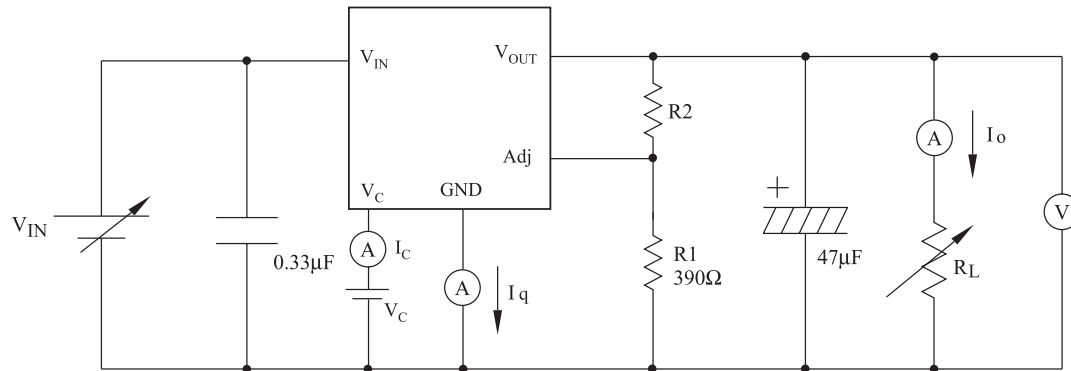 V_IN
V_OUT
R2
Adj
A
I_o
V_C
GND
V_IN
V
A
I_C
0.33μF
+
R1
390Ω
47μF
R_L
A
I_q
V_C